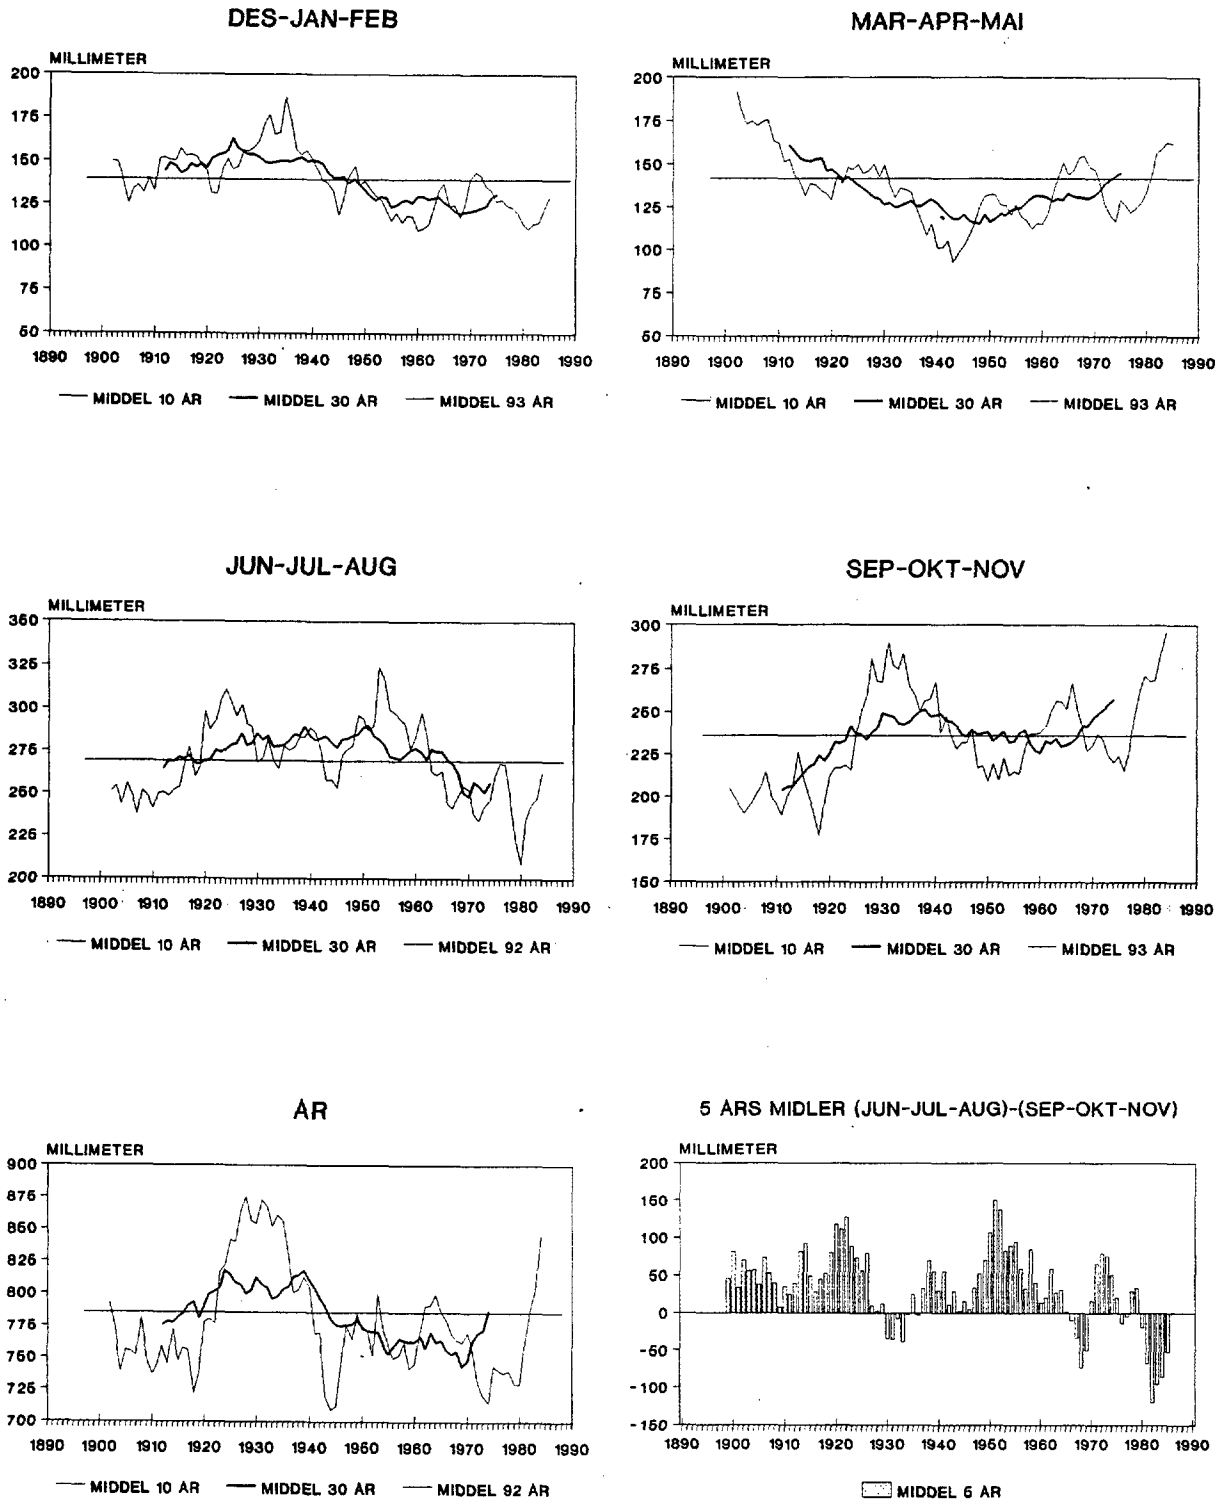 DES-JAN-FEB
MILLIMETER
200
175
150
125
100
75
50
1890 1900 1910 1920 1930 1940 1950 1960 1970 1980 1990
MIDDEL 10 ÅR MIDDEL 30 ÅR MIDDEL 93 ÅR
MAR-APR-MAI
MILLIMETER
200
175
150
125
100
75
50
1890 1900 1910 1920 1930 1940 1950 1960 1970 1980 1990
MIDDEL 10 ÅR MIDDEL 30 ÅR MIDDEL 93 ÅR
JUN-JUL-AUG
MILLIMETER
350
325
300
275
250
225
200
1890 1900 1910 1920 1930 1940 1950 1960 1970 1980 1990
MIDDEL 10 ÅR MIDDEL 30 ÅR MIDDEL 92 ÅR
SEP-OKT-NOV
MILLIMETER
300
275
250
225
200
175
150
1890 1900 1910 1920 1930 1940 1950 1960 1970 1980 1990
MIDDEL 10 ÅR MIDDEL 30 ÅR MIDDEL 93 ÅR
ÅR
MILLIMETER
900
875
850
825
800
775
750
725
700
1890 1900 1910 1920 1930 1940 1950 1960 1970 1980 1990
MIDDEL 10 ÅR MIDDEL 30 ÅR MIDDEL 92 ÅR
5 ÅRS MIDLER (JUN-JUL-AUG)-(SEP-OKT-NOV)
MILLIMETER
200
150
100
50
0
-50
-100
-150
1890 1900 1910 1920 1930 1940 1950 1960 1970 1980 1990
MIDDEL 5 ÅR